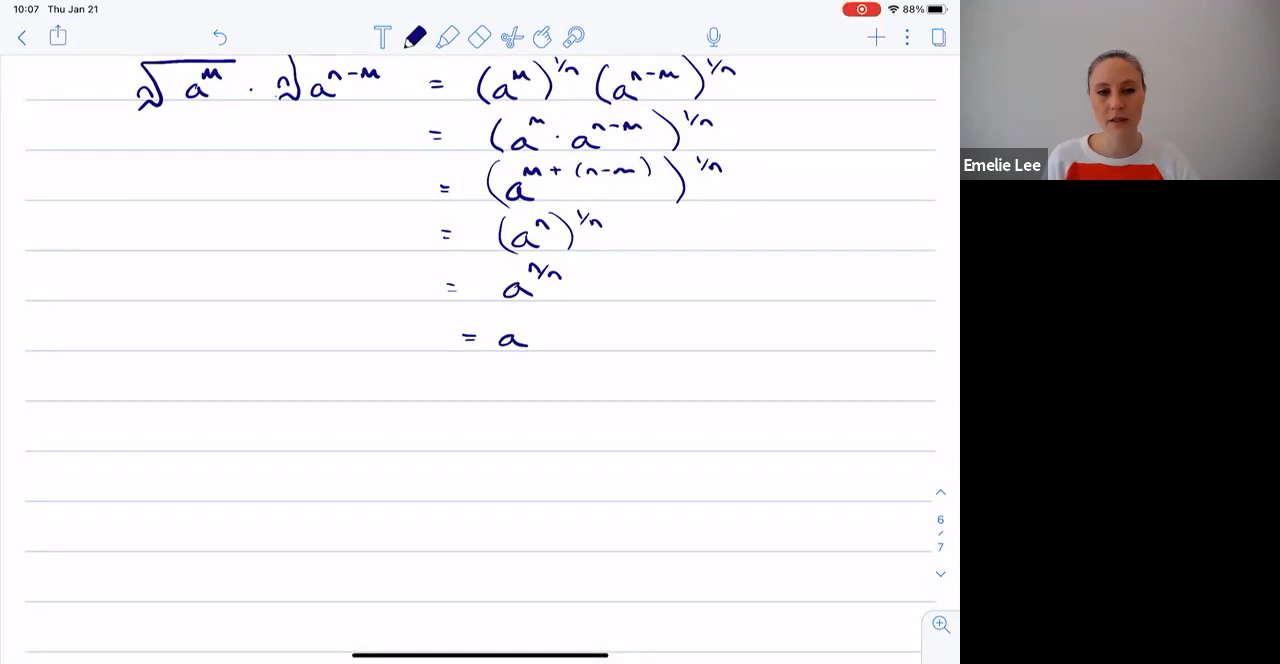 10:07 Thu Jan 21 88%
T
ⁿ√aᵐ · ⁿ√aⁿ⁻ᵐ = (aᵐ)^(1/n) (aⁿ⁻ᵐ)^(1/n)
= (aᵐ · aⁿ⁻ᵐ)^(1/n)
Emelie Lee
= (a^(m + (n-m)))^(1/n)
= (aⁿ)^(1/n)
= a^(n/n)
= a
6
/
7